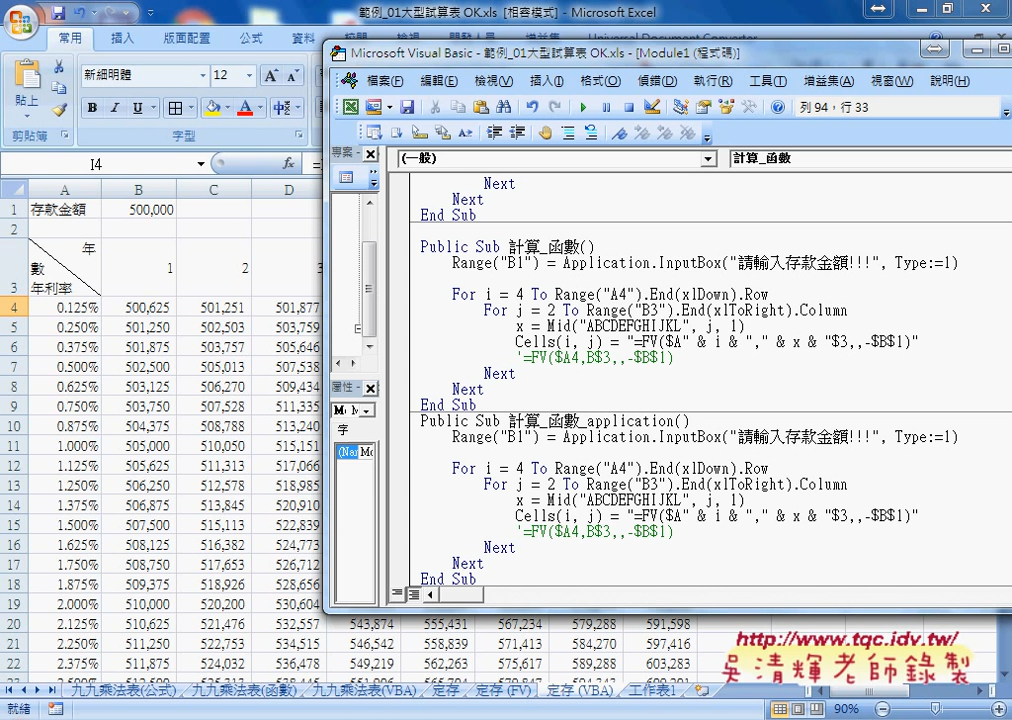 範例_01大型試算表 OK.xls [相容模式] - Microsoft Excel
常用 插入 版面配置 公式 資料
貼上 新細明體 12 A A
B I U A 中
剪貼簿 字型
I4 fx
A B C D
1 存款金額 500,000
2
年
數
3 年利率 1 2 3
4 0.125% 500,625 501,251 501,877
5 0.250% 501,250 502,503 503,759
6 0.375% 501,875 503,757 505,646
7 0.500% 502,500 505,013 507,538
8 0.625% 503,125 506,270 509,434
9 0.750% 503,750 507,528 511,335
10 0.875% 504,375 508,788 513,240
11 1.000% 505,000 510,050 515,151
12 1.125% 505,625 511,313 517,066
13 1.250% 506,250 512,578 518,985
14 1.375% 506,875 513,845 520,910
15 1.500% 507,500 515,113 522,839
16 1.625% 508,125 516,382 524,773
17 1.750% 508,750 517,653 526,712
18 1.875% 509,375 518,926 528,656
19 2.000% 510,000 520,200 530,604
20 2.125% 510,625 521,476 532,557 543,874 555,431 567,234 579,288 591,598
21 2.250% 511,250 522,753 534,515 546,542 558,839 571,413 584,270 597,416
22 2.375% 511,875 524,032 536,478 549,219 562,263 575,617 589,288 603,283
九九乘法表(公式) 九九乘法表(函數) 九九乘法表(VBA) 定存 定存 (FV) 定存 (VBA) 工作表1
就緒 90%
Microsoft Visual Basic - 範例_01大型試算表 OK.xls - [Module1 (程式碼)]
檔案(F) 編輯(E) 檢視(V) 插入(I) 格式(O) 偵錯(D) 執行(R) 工具(T) 增益集(A) 視窗(W) 說明(H)
列 94，行 33
專案 -
屬性 -
(一般) 計算_函數
Next
Next
End Sub
Public Sub 計算_函數()
Range("B1") = Application.InputBox("請輸入存款金額!!!", Type:=1)
For i = 4 To Range("A4").End(xlDown).Row
For j = 2 To Range("B3").End(xlToRight).Column
x = Mid("ABCDEFGHIJKL", j, 1)
Cells(i, j) = "=FV($A" & i & "," & x & "$3,,-$B$1)"
'=FV($A4,B$3,,-$B$1)
Next
Next
End Sub
Public Sub 計算_函數_application()
Range("B1") = Application.InputBox("請輸入存款金額!!!", Type:=1)
For i = 4 To Range("A4").End(xlDown).Row
For j = 2 To Range("B3").End(xlToRight).Column
x = Mid("ABCDEFGHIJKL", j, 1)
Cells(i, j) = "=FV($A" & i & "," & x & "$3,,-$B$1)"
'=FV($A4,B$3,,-$B$1)
Next
Next
End Sub
http://www.tqc.idv.tw/
吳清輝老師錄製